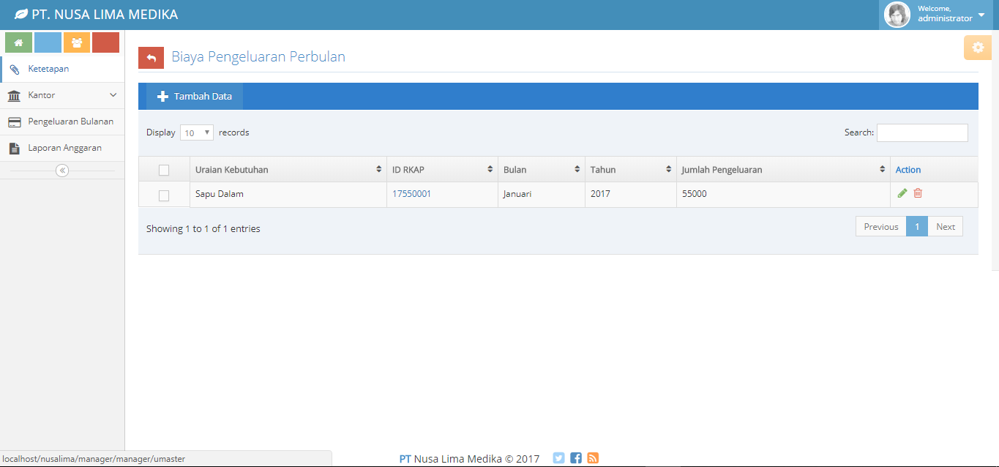 PT. NUSA LIMA MEDIKA
Welcome,
administrator
Ketetapan
Kantor
Pengeluaran Bulanan
Laporan Anggaran
Biaya Pengeluaran Perbulan
Tambah Data
Display 10 records Search:
Uraian Kebutuhan ID RKAP Bulan Tahun Jumlah Pengeluaran Action
Sapu Dalam 17550001 Januari 2017 55000
Showing 1 to 1 of 1 entries Previous 1 Next
localhost/nusalima/manager/manager/umaster
PT Nusa Lima Medika © 2017